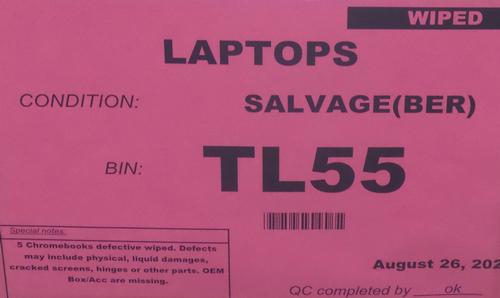 WIPED
LAPTOPS
CONDITION: SALVAGE(BER)
BIN: TL55
Special notes:
5 Chromebooks defective wiped. Defects
may include physical, liquid damages,
cracked screens, hinges or other parts. OEM
Box/Acc are missing.
August 26, 202
QC completed by ok